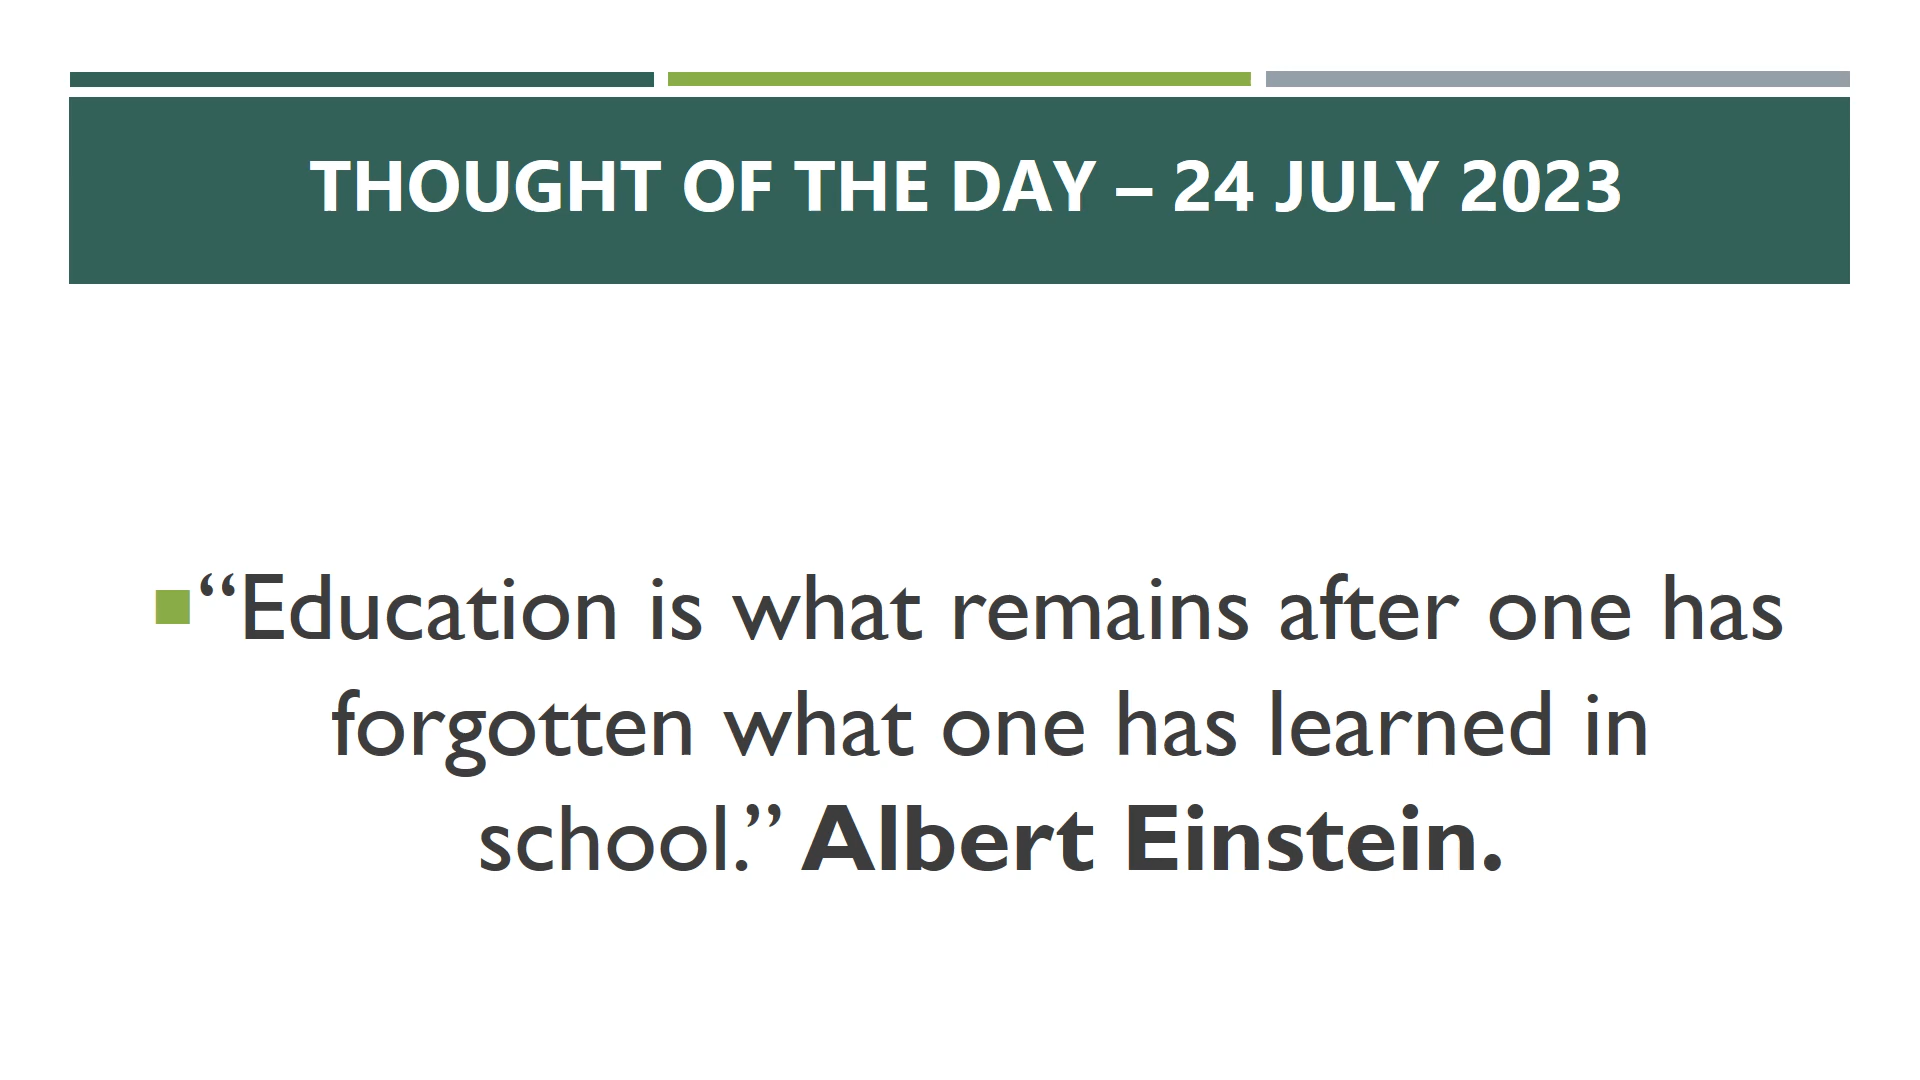 THOUGHT OF THE DAY – 24 JULY 2023
“Education is what remains after one has
forgotten what one has learned in
school.” Albert Einstein.